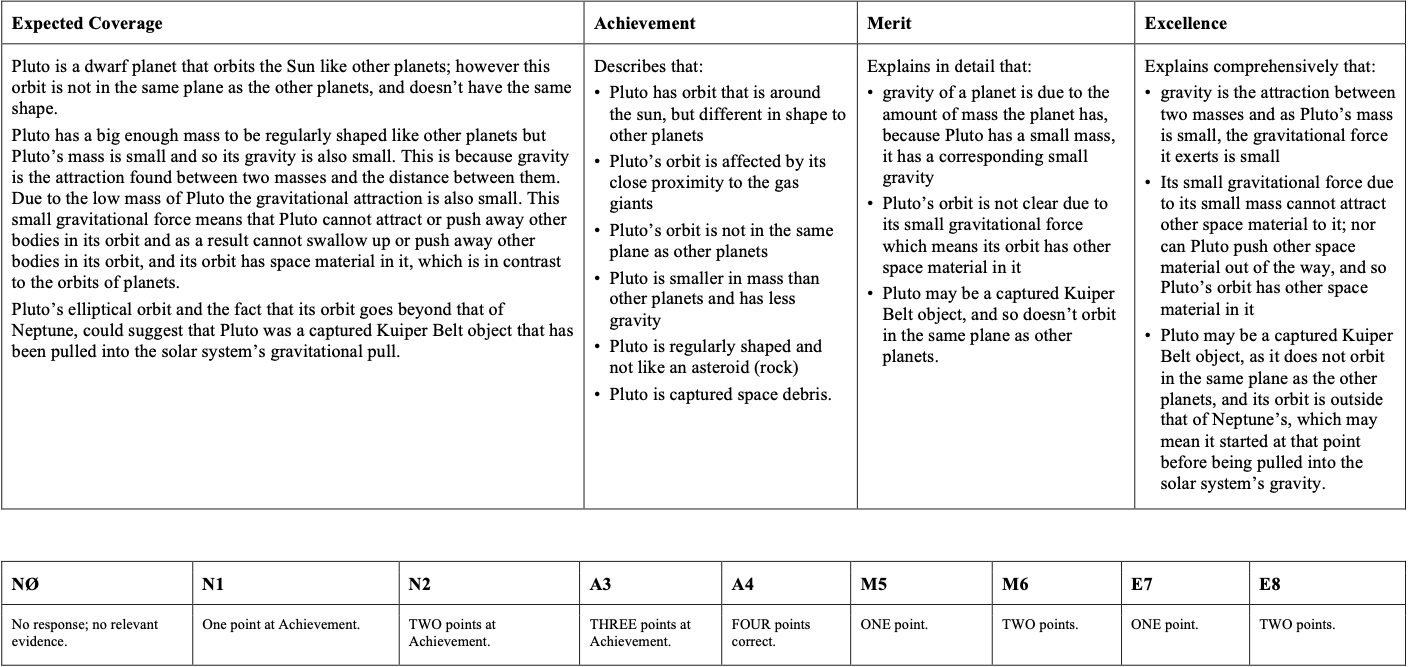 Expected Coverage
Pluto is a dwarf planet that orbits the Sun like other planets; however this
orbit is not in the same plane as the other planets, and doesn’t have the same
shape.
Pluto has a big enough mass to be regularly shaped like other planets but
Pluto’s mass is small and so its gravity is also small. This is because gravity
is the attraction found between two masses and the distance between them.
Due to the low mass of Pluto the gravitational attraction is also small. This
small gravitational force means that Pluto cannot attract or push away other
bodies in its orbit and as a result cannot swallow up or push away other
bodies in its orbit, and its orbit has space material in it, which is in contrast
to the orbits of planets.
Pluto’s elliptical orbit and the fact that its orbit goes beyond that of
Neptune, could suggest that Pluto was a captured Kuiper Belt object that has
been pulled into the solar system’s gravitational pull.
Achievement
Describes that:
• Pluto has orbit that is around
the sun, but different in shape to
other planets
• Pluto’s orbit is affected by its
close proximity to the gas
giants
• Pluto’s orbit is not in the same
plane as other planets
• Pluto is smaller in mass than
other planets and has less
gravity
• Pluto is regularly shaped and
not like an asteroid (rock)
• Pluto is captured space debris.
Merit
Explains in detail that:
• gravity of a planet is due to the
amount of mass the planet has,
because Pluto has a small mass,
it has a corresponding small
gravity
• Pluto’s orbit is not clear due to
its small gravitational force
which means its orbit has other
space material in it
• Pluto may be a captured Kuiper
Belt object, and so doesn’t orbit
in the same plane as other
planets.
Excellence
Explains comprehensively that:
• gravity is the attraction between
two masses and as Pluto’s mass
is small, the gravitational force
it exerts is small
• Its small gravitational force due
to its small mass cannot attract
other space material to it; nor
can Pluto push other space
material out of the way, and so
Pluto’s orbit has other space
material in it
• Pluto may be a captured Kuiper
Belt object, as it does not orbit
in the same plane as the other
planets, and its orbit is outside
that of Neptune’s, which may
mean it started at that point
before being pulled into the
solar system’s gravity.
NØ
No response; no relevant
evidence.
N1
One point at Achievement.
N2
TWO points at
Achievement.
A3
THREE points at
Achievement.
A4
FOUR points
correct.
M5
ONE point.
M6
TWO points.
E7
ONE point.
E8
TWO points.